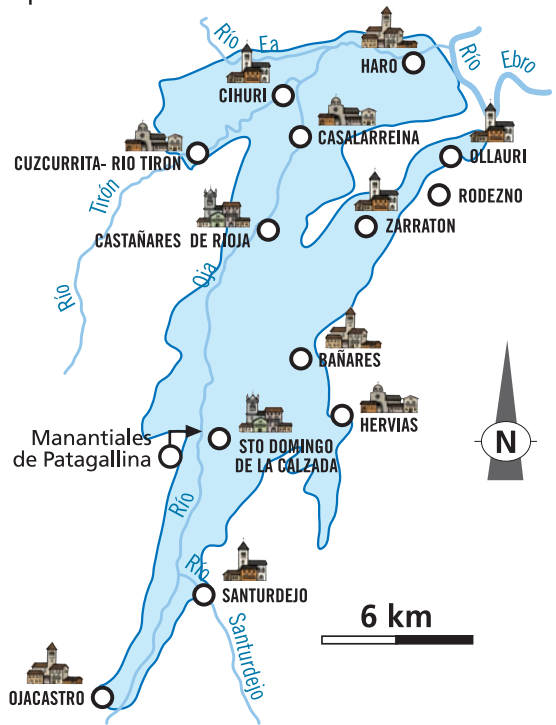 Río Ea
HARO
Río
Ebro
CIHURI
CASALARREINA
CUZCURRITA- RIO TIRÓN
OLLAURI
Tirón
RODEZNO
CASTAÑARES DE RIOJA
ZARRATON
Oja
Río
BAÑARES
HERVIAS
Manantiales
de Patagallina
STO DOMINGO
DE LA CALZADA
N
Río
Río
SANTURDEJO
Santurdejo
6 km
OJACASTRO